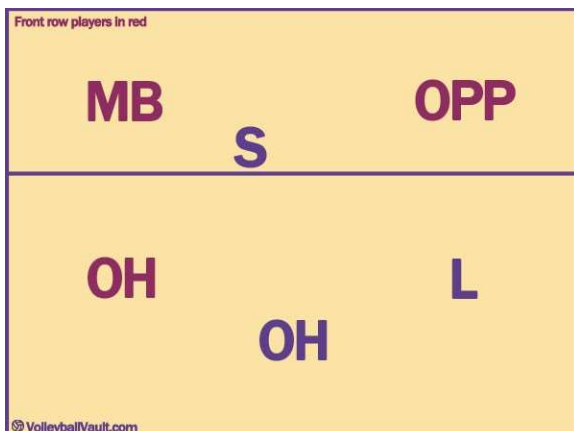 Front row players in red
MB
OPP
S
OH
L
OH
VolleyballVault.com